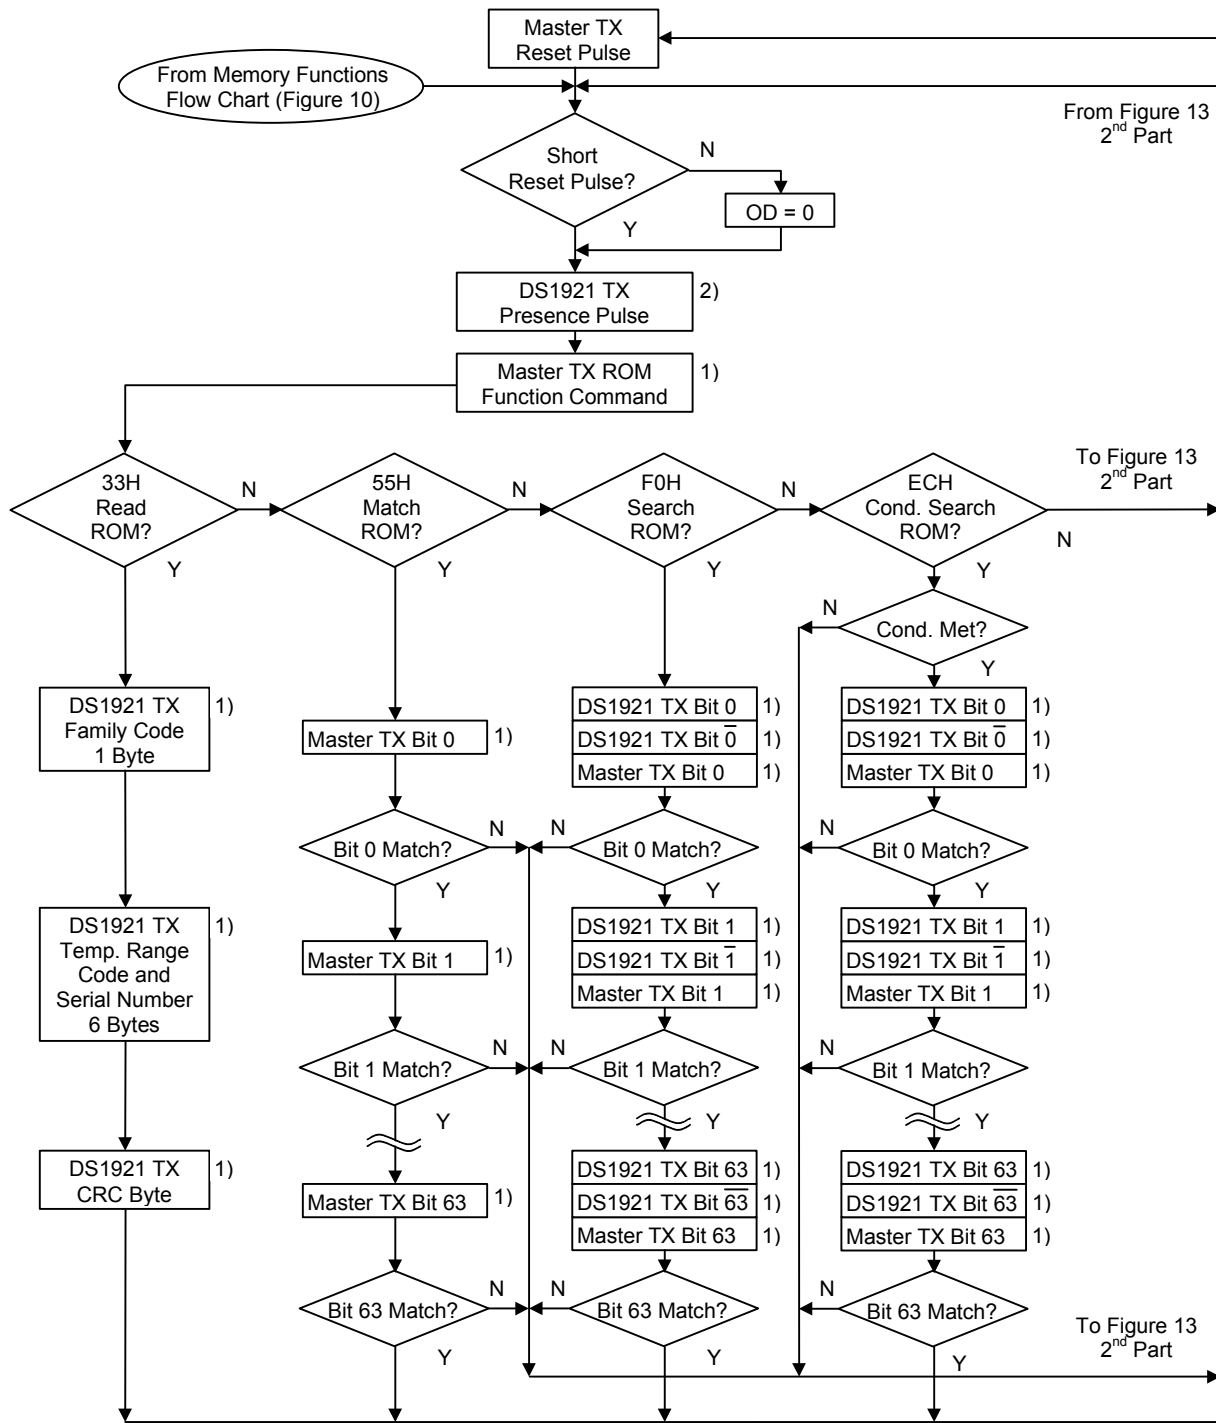 Master TX
Reset Pulse
From Memory Functions
Flow Chart (Figure 10)
From Figure 13
2nd Part
Short
Reset Pulse?
N
OD = 0
Y
DS1921 TX
Presence Pulse
2)
Master TX ROM
Function Command
1)
To Figure 13
2nd Part
33H
Read
ROM?
N
Y
55H
Match
ROM?
N
Y
F0H
Search
ROM?
N
Y
ECH
Cond. Search
ROM?
N
Y
N
Cond. Met?
Y
DS1921 TX
Family Code
1 Byte
1)
DS1921 TX
Temp. Range
Code and
Serial Number
6 Bytes
1)
DS1921 TX
CRC Byte
1)
Master TX Bit 0
1)
Bit 0 Match?
N
Y
Master TX Bit 1
1)
Bit 1 Match?
N
Y
Master TX Bit 63
1)
Bit 63 Match?
N
Y
DS1921 TX Bit 0
1)
DS1921 TX Bit 0̅
1)
Master TX Bit 0
1)
N
Bit 0 Match?
Y
DS1921 TX Bit 1
1)
DS1921 TX Bit 1̅
1)
Master TX Bit 1
1)
N
Bit 1 Match?
Y
DS1921 TX Bit 63
1)
DS1921 TX Bit 6̅3̅
1)
Master TX Bit 63
1)
N
Bit 63 Match?
Y
DS1921 TX Bit 0
1)
DS1921 TX Bit 0̅
1)
Master TX Bit 0
1)
N
Bit 0 Match?
Y
DS1921 TX Bit 1
1)
DS1921 TX Bit 1̅
1)
Master TX Bit 1
1)
N
Bit 1 Match?
Y
DS1921 TX Bit 63
1)
DS1921 TX Bit 6̅3̅
1)
Master TX Bit 63
1)
N
Bit 63 Match?
Y
To Figure 13
2nd Part